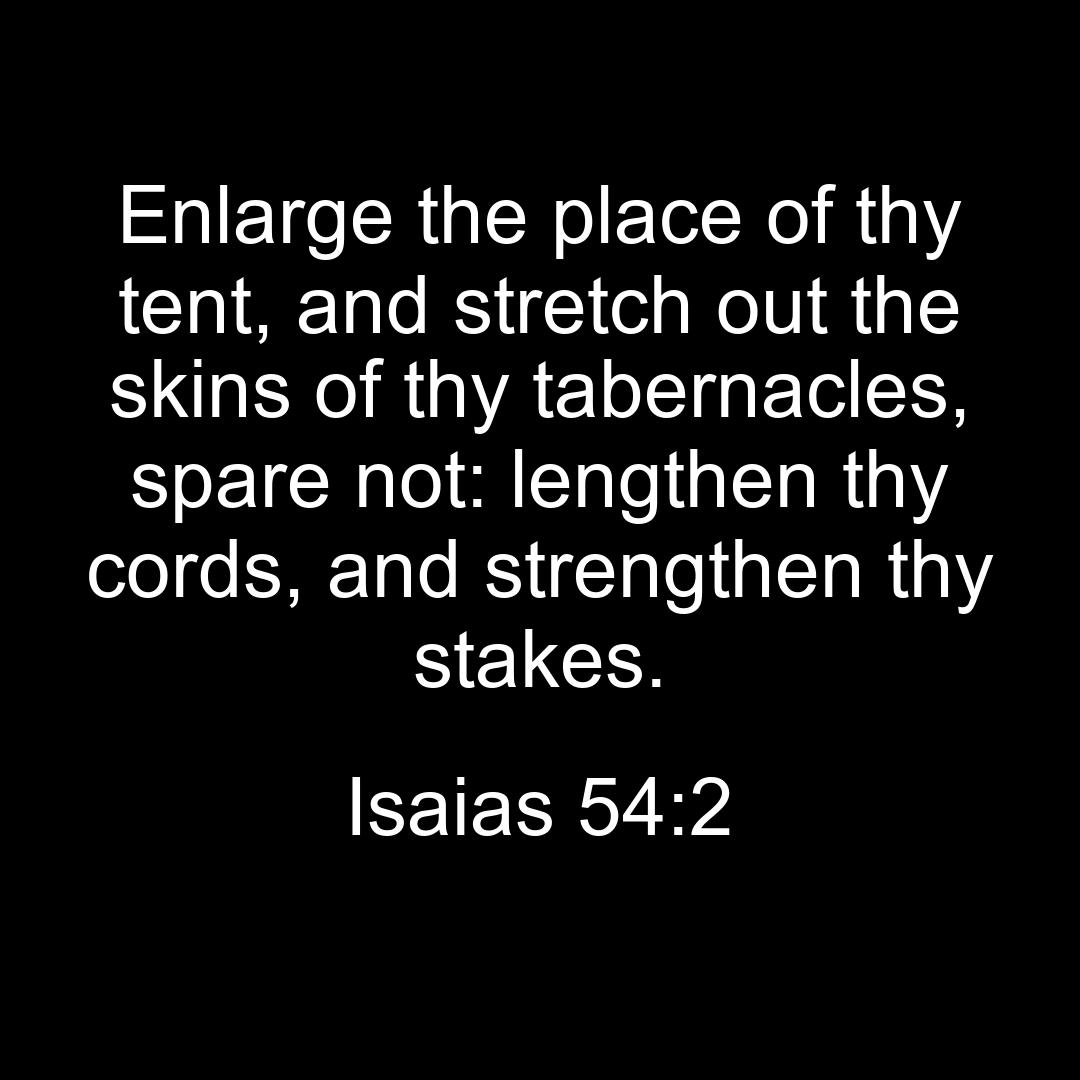 Enlarge the place of thy
tent, and stretch out the
skins of thy tabernacles,
spare not: lengthen thy
cords, and strengthen thy
stakes.
Isaias 54:2